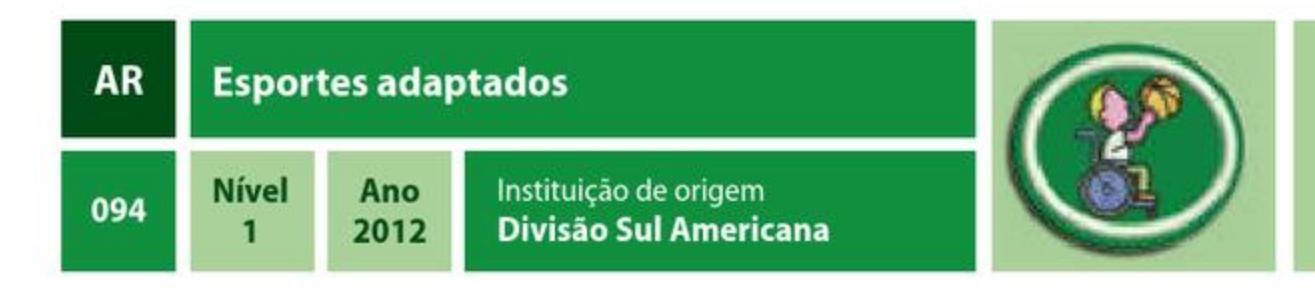 AR
Esportes adaptados
094
Nível
1
Ano
2012
Instituição de origem
Divisão Sul Americana